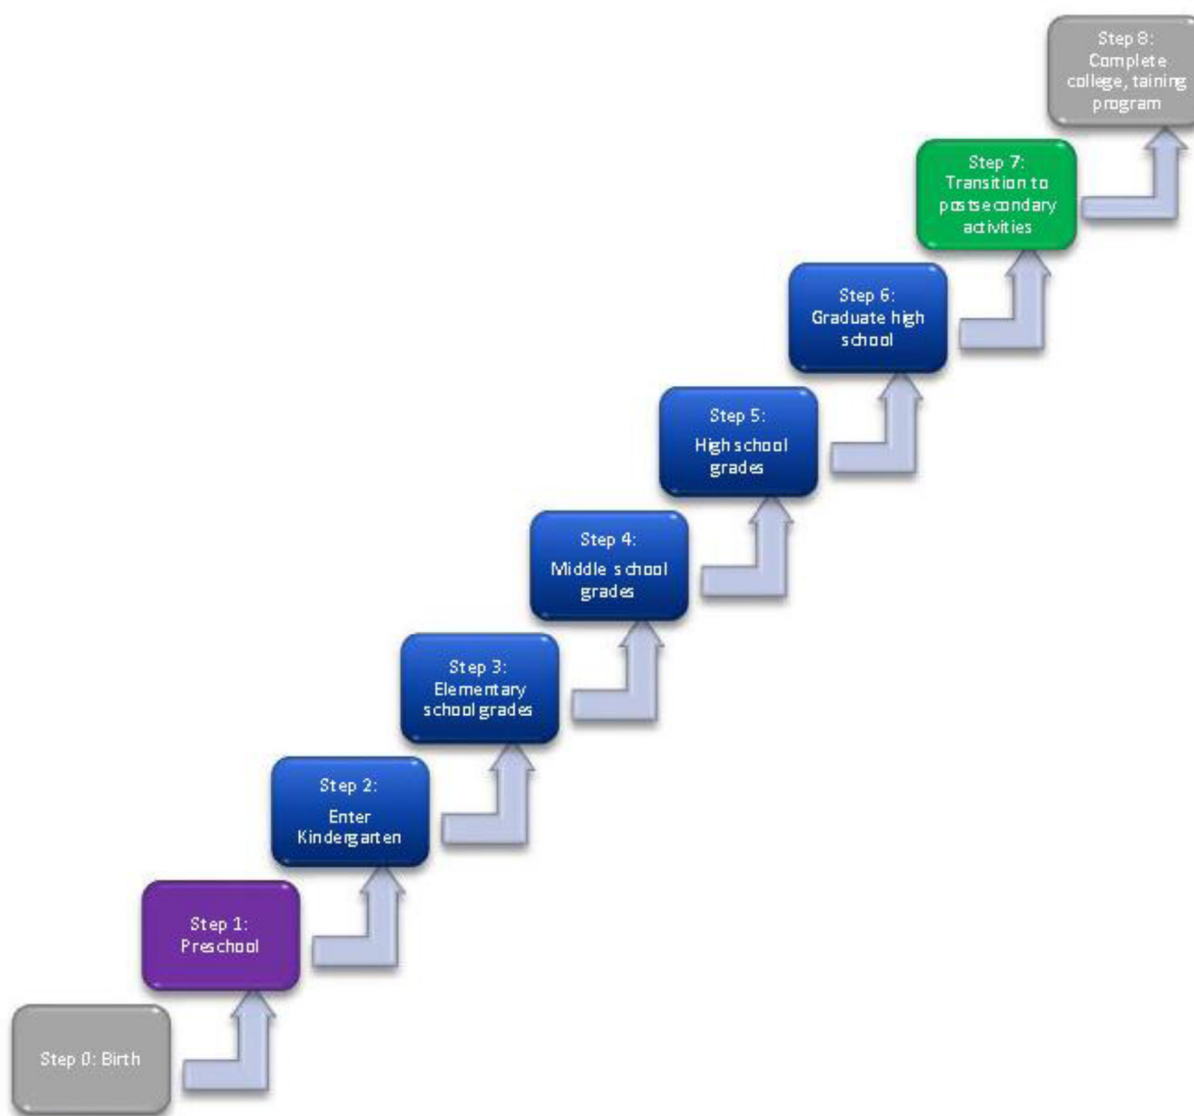 Step 8:
Complete
college, taining
program
Step 7:
Transition to
postsecondary
activities
Step 6:
Graduate high
school
Step 5:
High school
grades
Step 4:
Middle school
grades
Step 3:
Elementary
school grades
Step 2:
Enter
Kindergarten
Step 1:
Preschool
Step 0: Birth